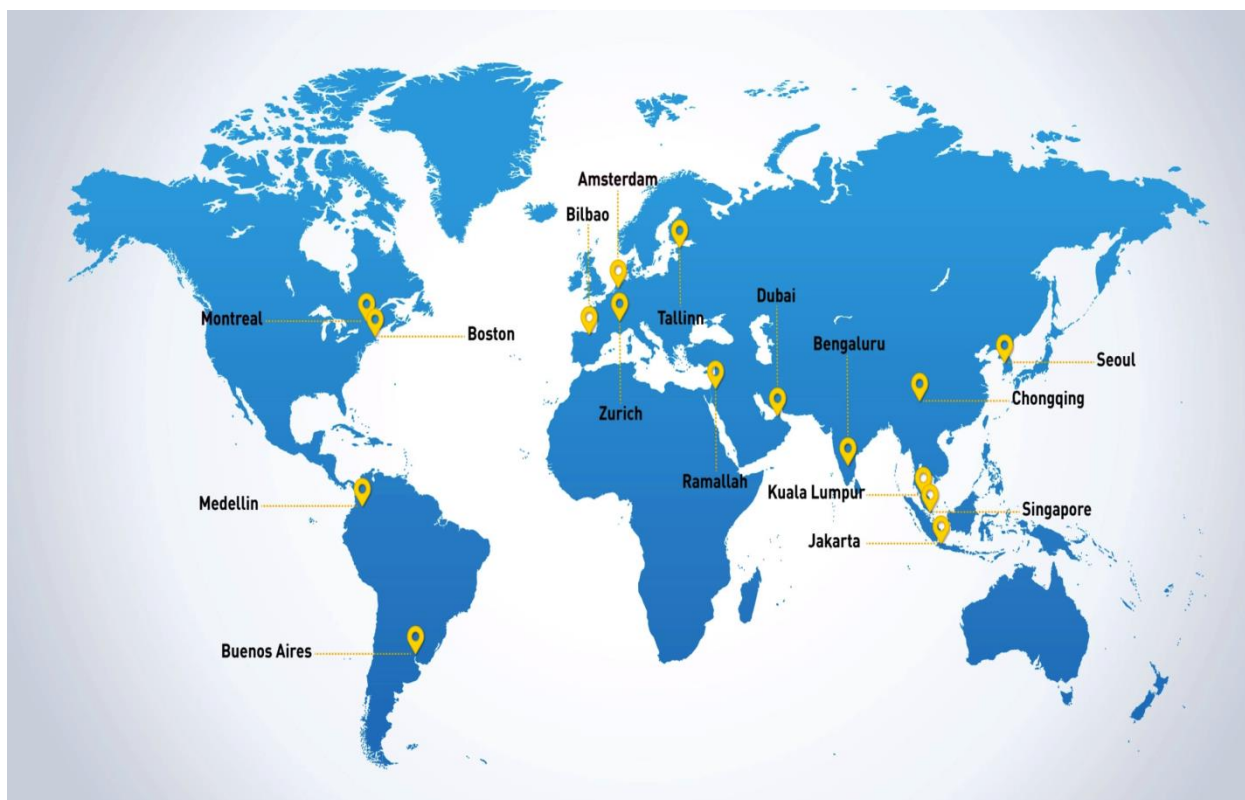 Amsterdam
Bilbao
Dubai
Montreal
Tallinn
Boston
Bengaluru
Seoul
Chongqing
Zurich
Ramallah
Kuala Lumpur
Medellin
Singapore
Jakarta
Buenos Aires